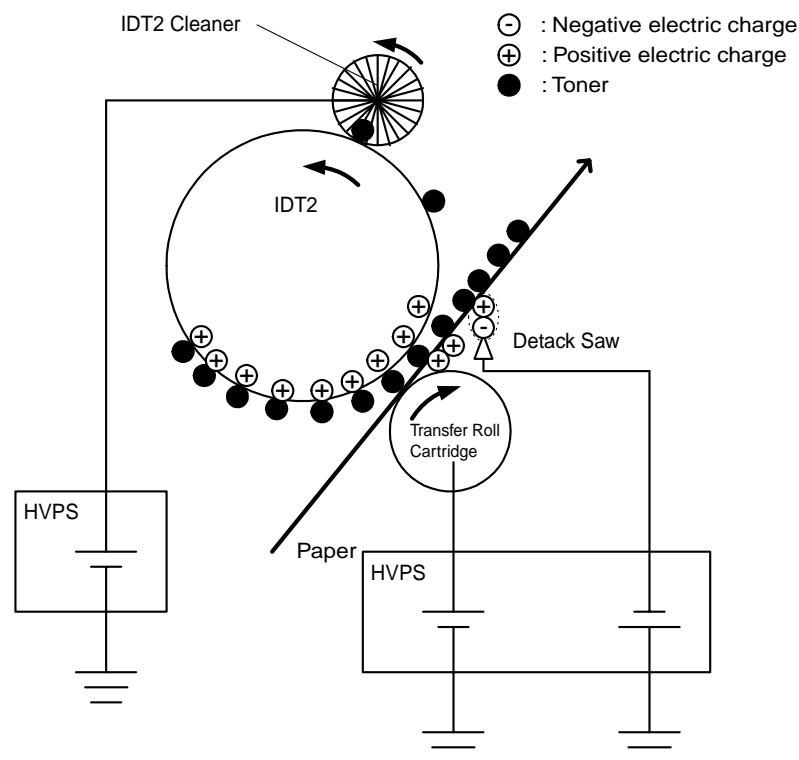 IDT2 Cleaner
- : Negative electric charge
+ : Positive electric charge
: Toner
IDT2
+
+
+
+
+
+
+
+
+
+
+
+
-
Detack Saw
Transfer Roll
Cartridge
HVPS
Paper
HVPS